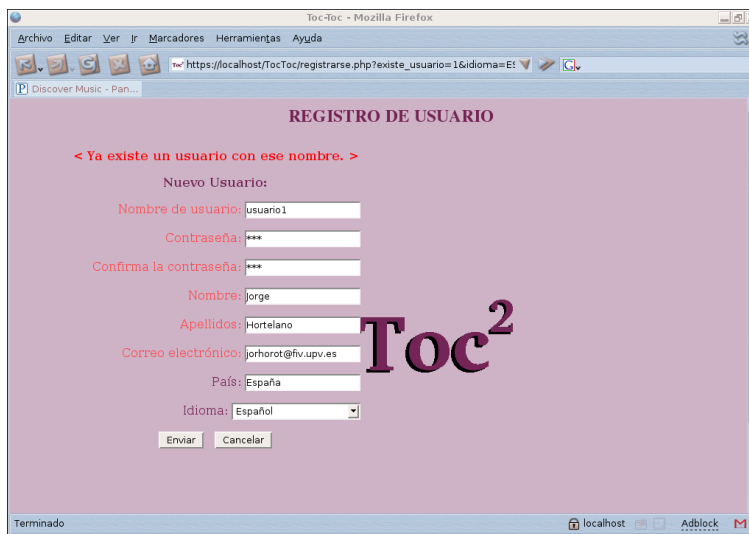 Toc-Toc - Mozilla Firefox
Archivo Editar Ver Ir Marcadores Herramientas Ayuda
Toc² https://localhost/TocToc/registrarse.php?existe_usuario=1&idioma=ES G
P Discover Music - Pan...
REGISTRO DE USUARIO
< Ya existe un usuario con ese nombre. >
Nuevo Usuario:
Nombre de usuario: usuario1
Contraseña: ***
Confirma la contraseña: ***
Nombre: Jorge
Apellidos: Hortelano
Correo electrónico: jorhorot@fiv.upv.es
País: España
Idioma: Español
Enviar Cancelar
Toc²
Terminado localhost Adblock M